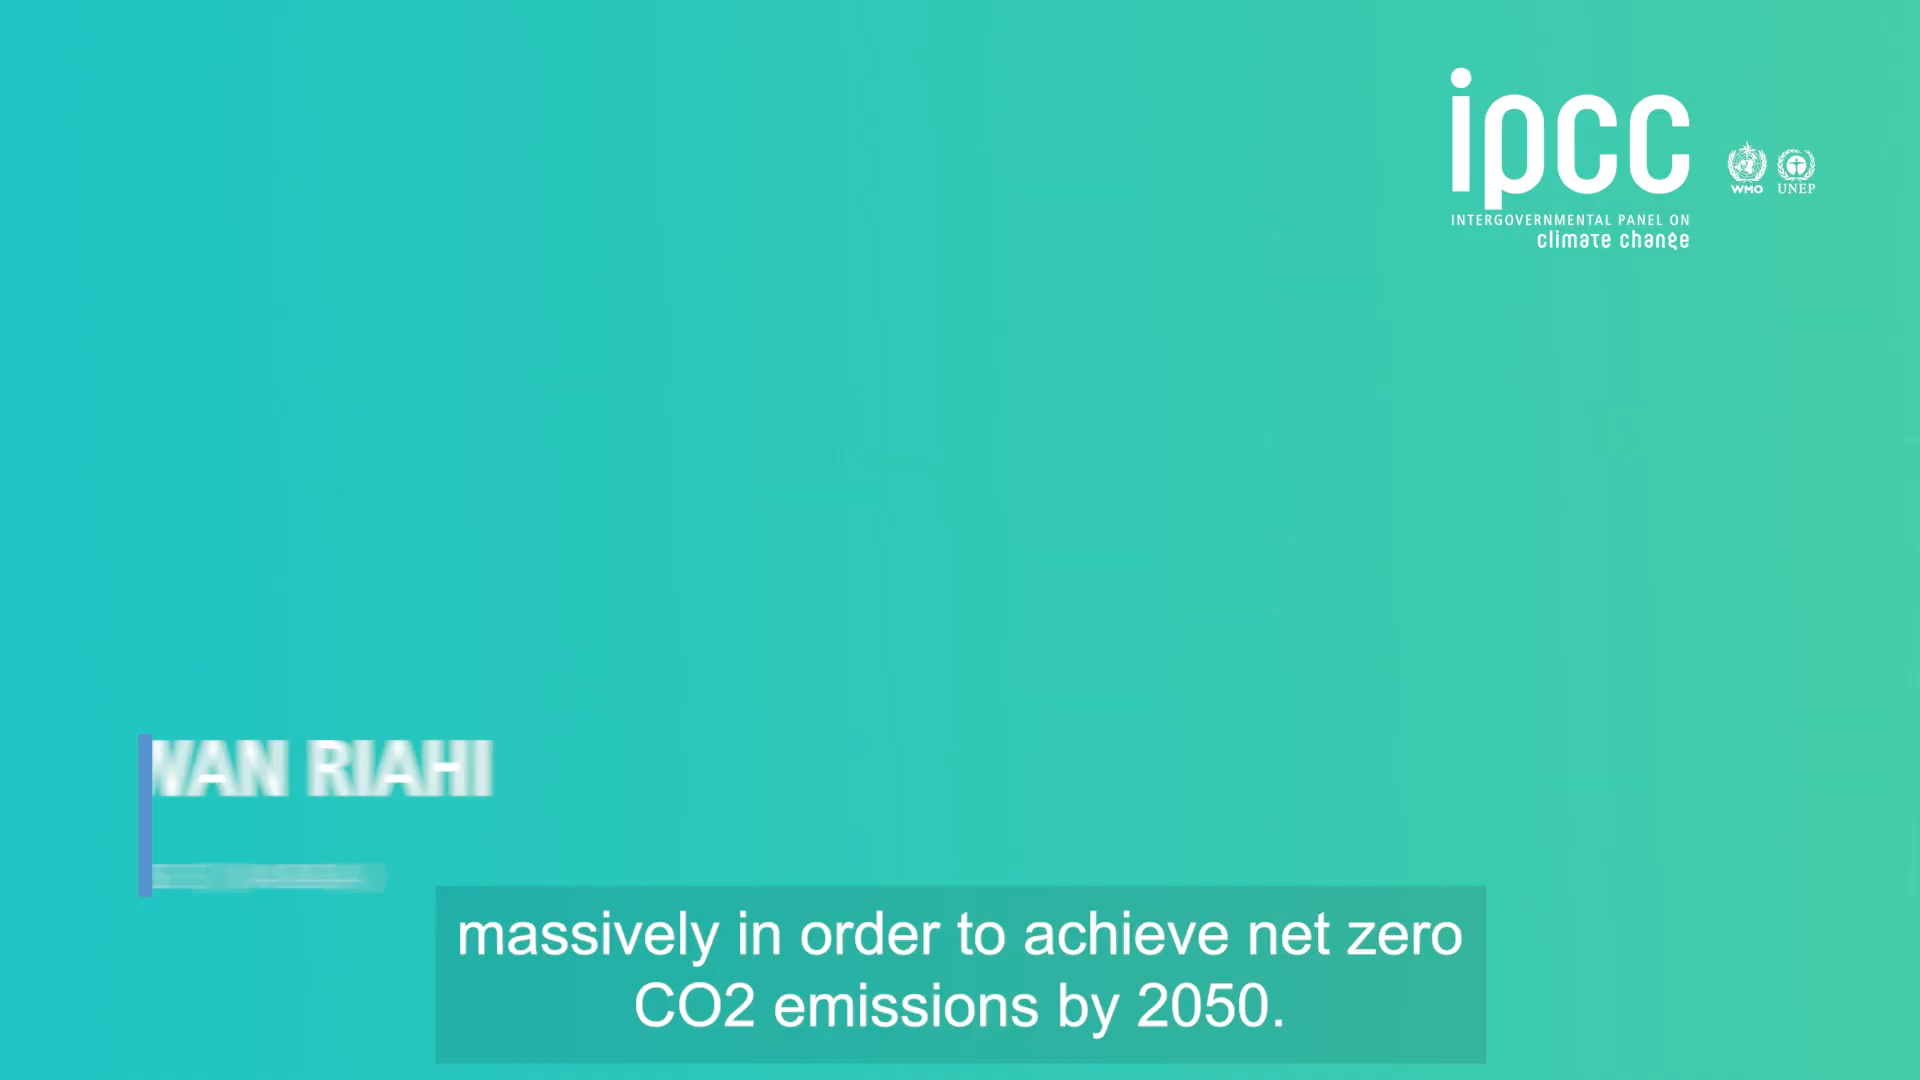 ipcc
WMO
UNEP
INTERGOVERNMENTAL PANEL ON
climate change
WAN RIAHI
massively in order to achieve net zero
CO2 emissions by 2050.